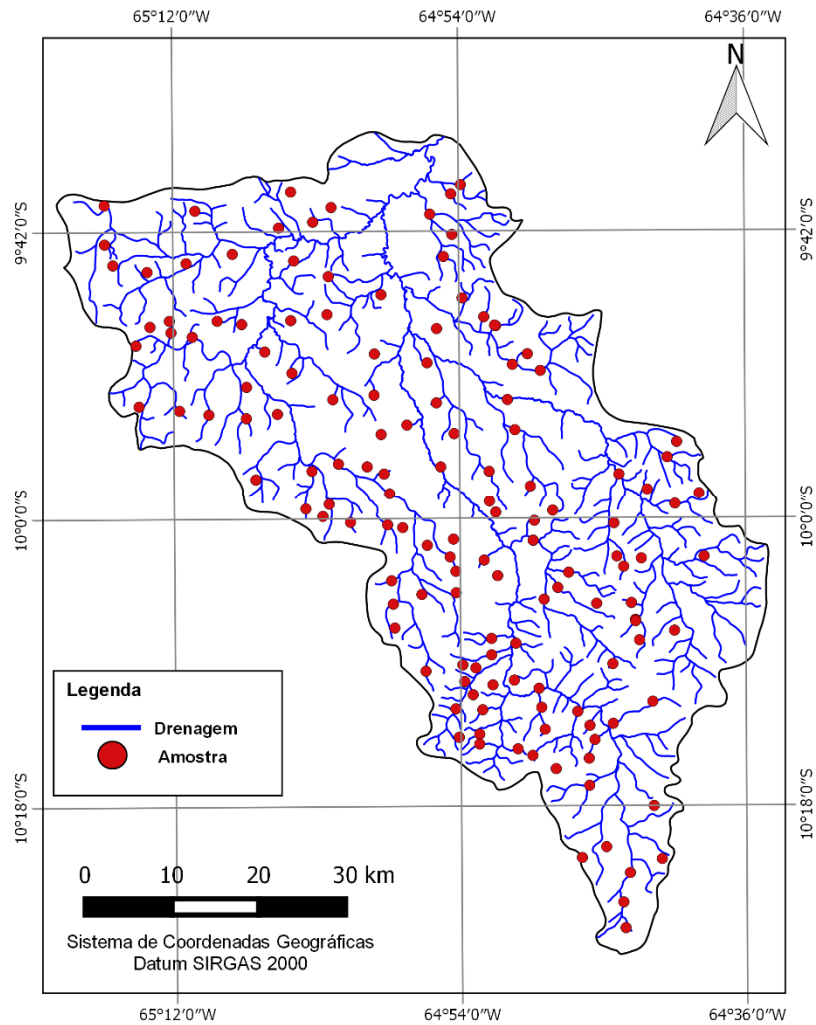 65°12′0″W 64°54′0″W 64°36′0″W
N
9°42′0″S 9°42′0″S
10°0′0″S 10°0′0″S
Legenda
Drenagem
Amostra
10°18′0″S 10°18′0″S
0 10 20 30 km
Sistema de Coordenadas Geográficas
Datum SIRGAS 2000
65°12′0″W 64°54′0″W 64°36′0″W